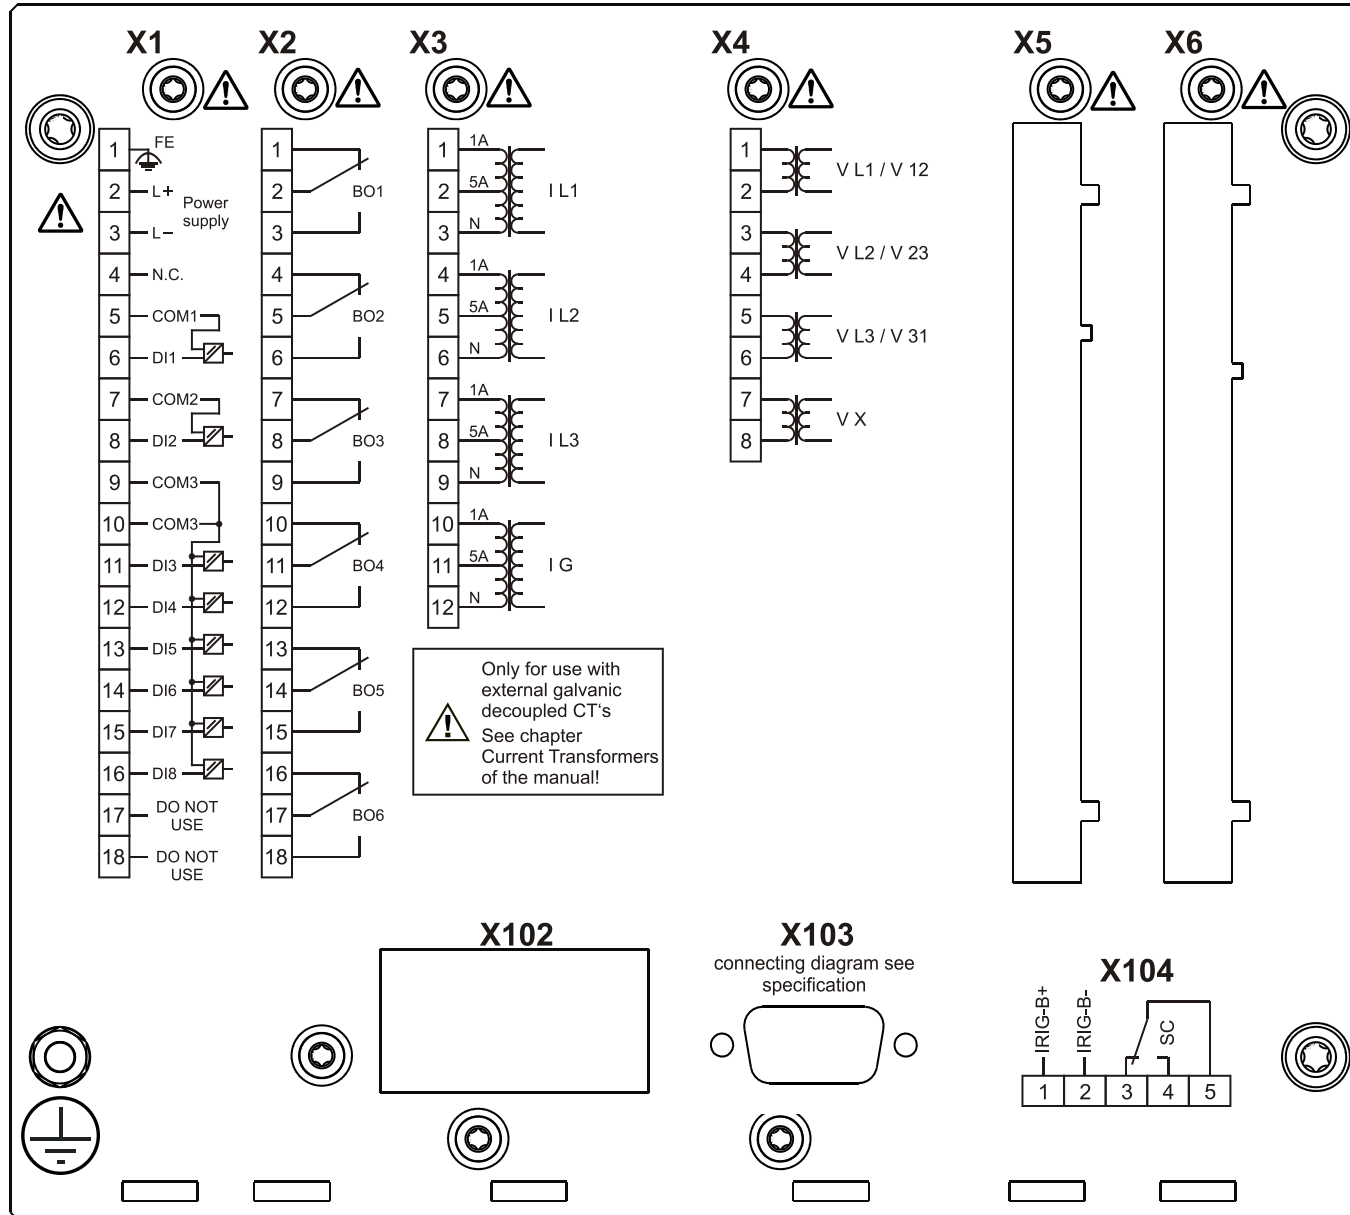 X1
X2
X3
X4
X5
X6
1 FE
2 L+
Power
supply
3 L−
4 N.C.
5 COM1
6 DI1
7 COM2
8 DI2
9 COM3
10 COM3
11 DI3
12 DI4
13 DI5
14 DI6
15 DI7
16 DI8
17 DO NOT
USE
18 DO NOT
USE
1
2 BO1
3
4
5 BO2
6
7
8 BO3
9
10
11 BO4
12
13
14 BO5
15
16
17 BO6
18
1 1A
2 5A I L1
3 N
4 1A
5 5A I L2
6 N
7 1A
8 5A I L3
9 N
10 1A
11 5A I G
12 N
Only for use with
external galvanic
decoupled CT‘s
See chapter
Current Transformers
of the manual!
1
V L1 / V 12
2
3
V L2 / V 23
4
5
V L3 / V 31
6
7
V X
8
X102
X103
connecting diagram see
specification
X104
IRIG-B+
IRIG-B-
SC
1 2 3 4 5